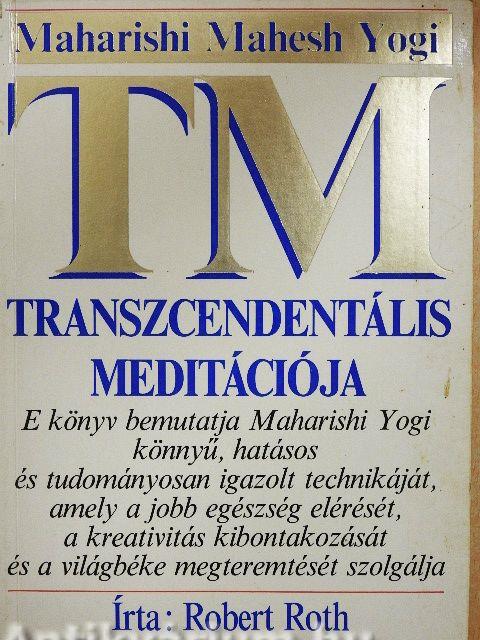 Maharishi Mahesh Yogi
TM
TRANSZCENDENTÁLIS
MEDITÁCIÓJA
E könyv bemutatja Maharishi Yogi
könnyű, hatásos
és tudományosan igazolt technikáját,
amely a jobb egészség elérését,
a kreativitás kibontakozását
és a világbéke megteremtését szolgálja
Írta: Robert Roth